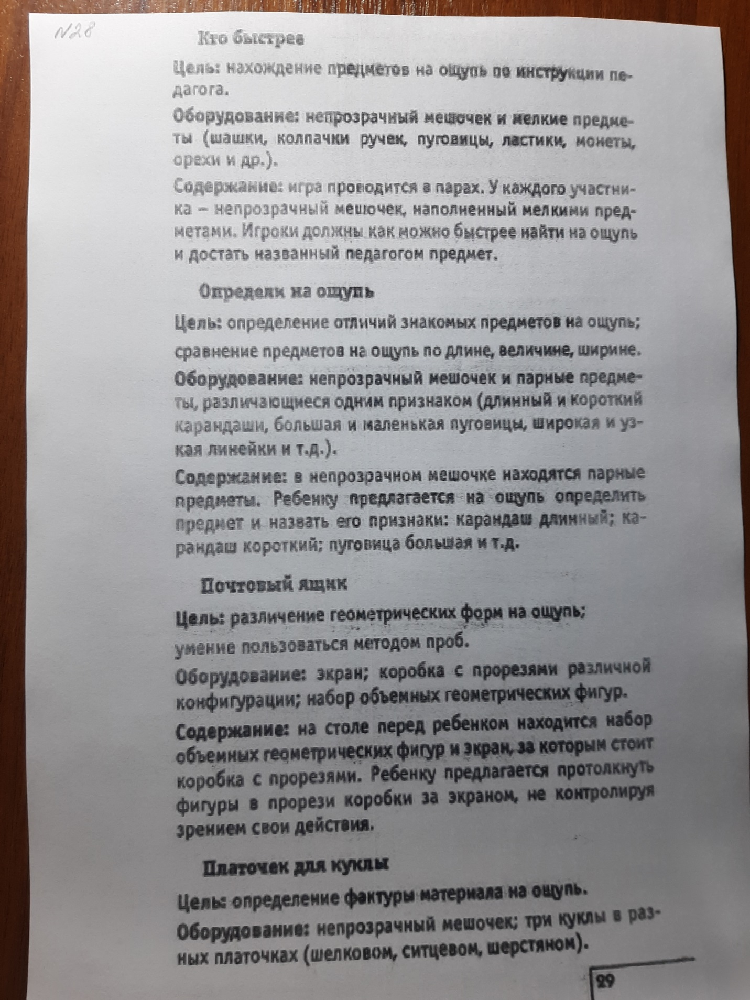 N28
Кто быстрее
Цель: нахождение предметов на ощупь по инструкции пе-
дагога.
Оборудование: непрозрачный мешочек и мелкие предме-
ты (шашки, колпачки ручек, пуговицы, ластики, монеты,
орехи и др.).
Содержание: игра проводится в парах. У каждого участни-
ка – непрозрачный мешочек, наполненный мелкими пред-
метами. Игроки должны как можно быстрее найти на ощупь
и достать названный педагогом предмет.
Определи на ощупь
Цель: определение отличий знакомых предметов на ощупь;
сравнение предметов на ощупь по длине, величине, ширине.
Оборудование: непрозрачный мешочек и парные предме-
ты, различающиеся одним признаком (длинный и короткий
карандаши, большая и маленькая пуговицы, широкая и уз-
кая линейки и т.д.).
Содержание: в непрозрачном мешочке находятся парные
предметы. Ребенку предлагается на ощупь определить
предмет и назвать его признаки: карандаш длинный; ка-
рандаш короткий; пуговица большая и т.д.
Почтовый ящик
Цель: различение геометрических форм на ощупь;
умение пользоваться методом проб.
Оборудование: экран; коробка с прорезями различной
конфигурации; набор объемных геометрических фигур.
Содержание: на столе перед ребенком находится набор
объемных геометрических фигур и экран, за которым стоит
коробка с прорезями. Ребенку предлагается протолкнуть
фигуры в прорези коробки за экраном, не контролируя
зрением свои действия.
Платочек для куклы
Цель: определение фактуры материала на ощупь.
Оборудование: непрозрачный мешочек; три куклы в раз-
ных платочках (шелковом, ситцевом, шерстяном).
29